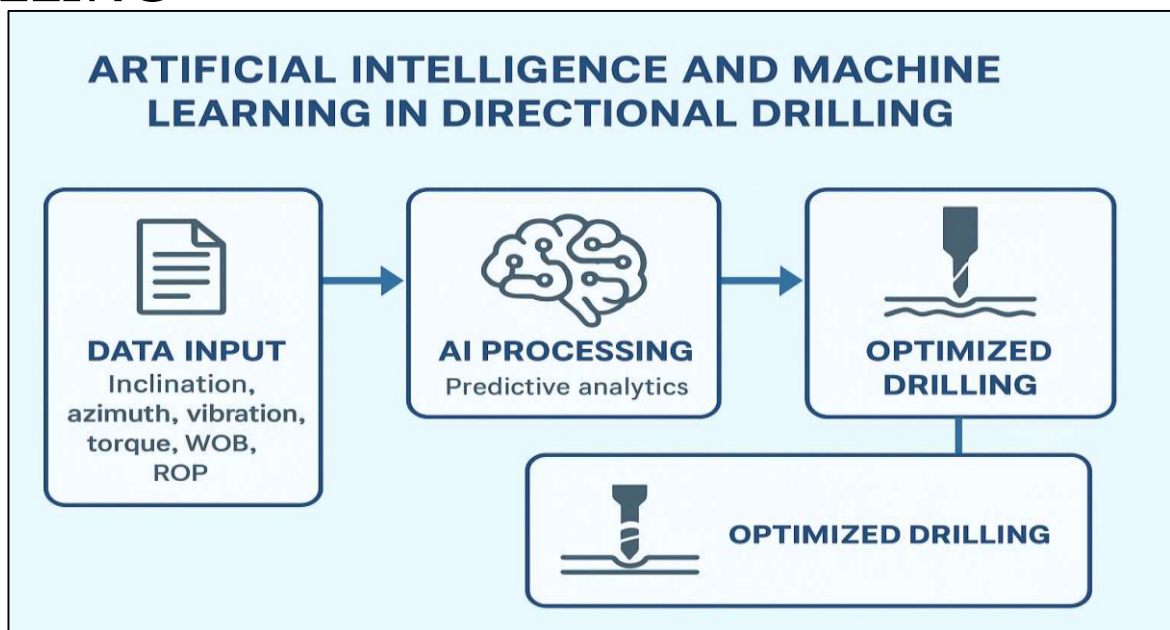 ARTIFICIAL INTELLIGENCE AND MACHINE
LEARNING IN DIRECTIONAL DRILLING
DATA INPUT
Inclination,
azimuth, vibration,
torque, WOB,
ROP
AI PROCESSING
Predictive analytics
OPTIMIZED
DRILLING
OPTIMIZED DRILLING